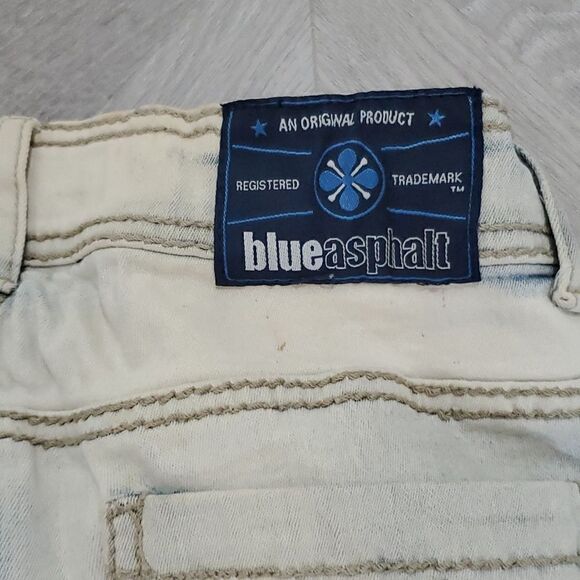 AN ORIGINAL PRODUCT
REGISTERED TRADEMARK ™
blueasphalt